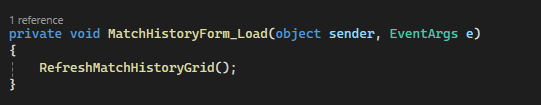 1 reference
private void MatchHistoryForm_Load(object sender, EventArgs e)
{
    RefreshMatchHistoryGrid();
}